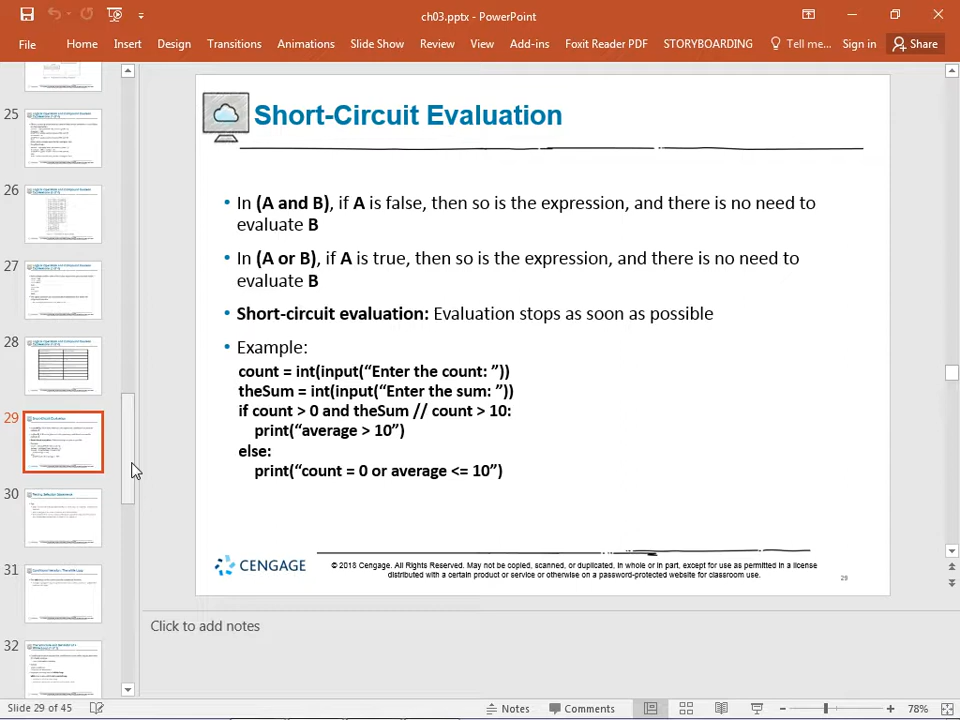 ch03.pptx - PowerPoint
File Home Insert Design Transitions Animations Slide Show Review View Add-ins Foxit Reader PDF STORYBOARDING Tell me... Sign in Share
25
26
27
28
29
30
31
32
Short-Circuit Evaluation
• In (A and B), if A is false, then so is the expression, and there is no need to
evaluate B
• In (A or B), if A is true, then so is the expression, and there is no need to
evaluate B
• Short-circuit evaluation: Evaluation stops as soon as possible
• Example:
count = int(input(“Enter the count: ”))
theSum = int(input(“Enter the sum: ”))
if count > 0 and theSum // count > 10:
print(“average > 10”)
else:
print(“count = 0 or average <= 10”)
CENGAGE
© 2018 Cengage. All Rights Reserved. May not be copied, scanned, or duplicated, in whole or in part, except for use as permitted in a license
distributed with a certain product or service or otherwise on a password-protected website for classroom use.
29
Click to add notes
Slide 29 of 45 Notes Comments 78%